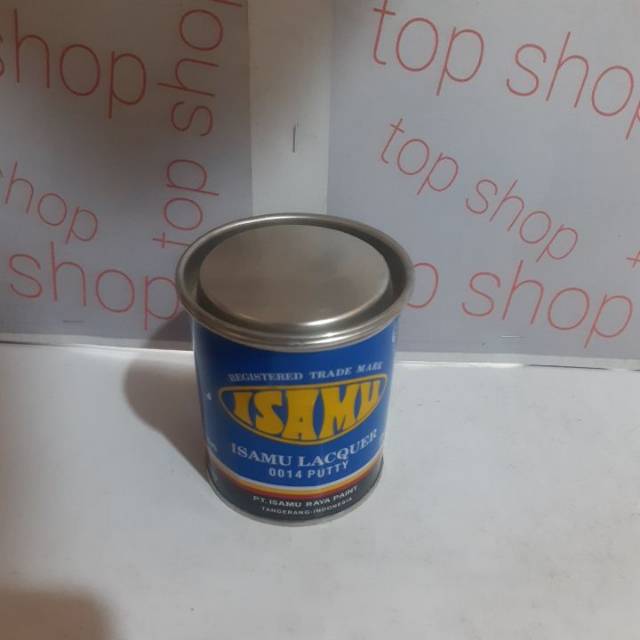 shop
top shop
top shop
shop
top shop
shop
top shop
REGISTERED TRADE MARK
ISAMU
ISAMU LACQUER
0014 PUTTY
PT. ISAMU RAYA PAINT
TANGERANG-INDONESIA